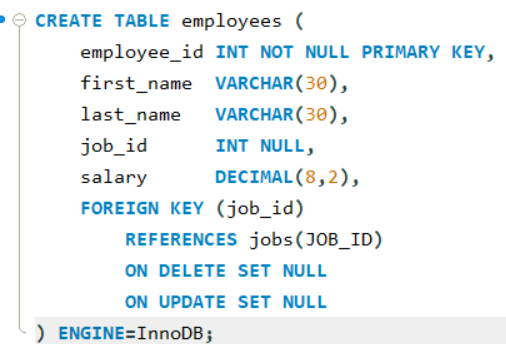 CREATE TABLE employees (
    employee_id INT NOT NULL PRIMARY KEY,
    first_name  VARCHAR(30),
    last_name   VARCHAR(30),
    job_id      INT NULL,
    salary      DECIMAL(8,2),
    FOREIGN KEY (job_id)
        REFERENCES jobs(JOB_ID)
        ON DELETE SET NULL
        ON UPDATE SET NULL
) ENGINE=InnoDB;